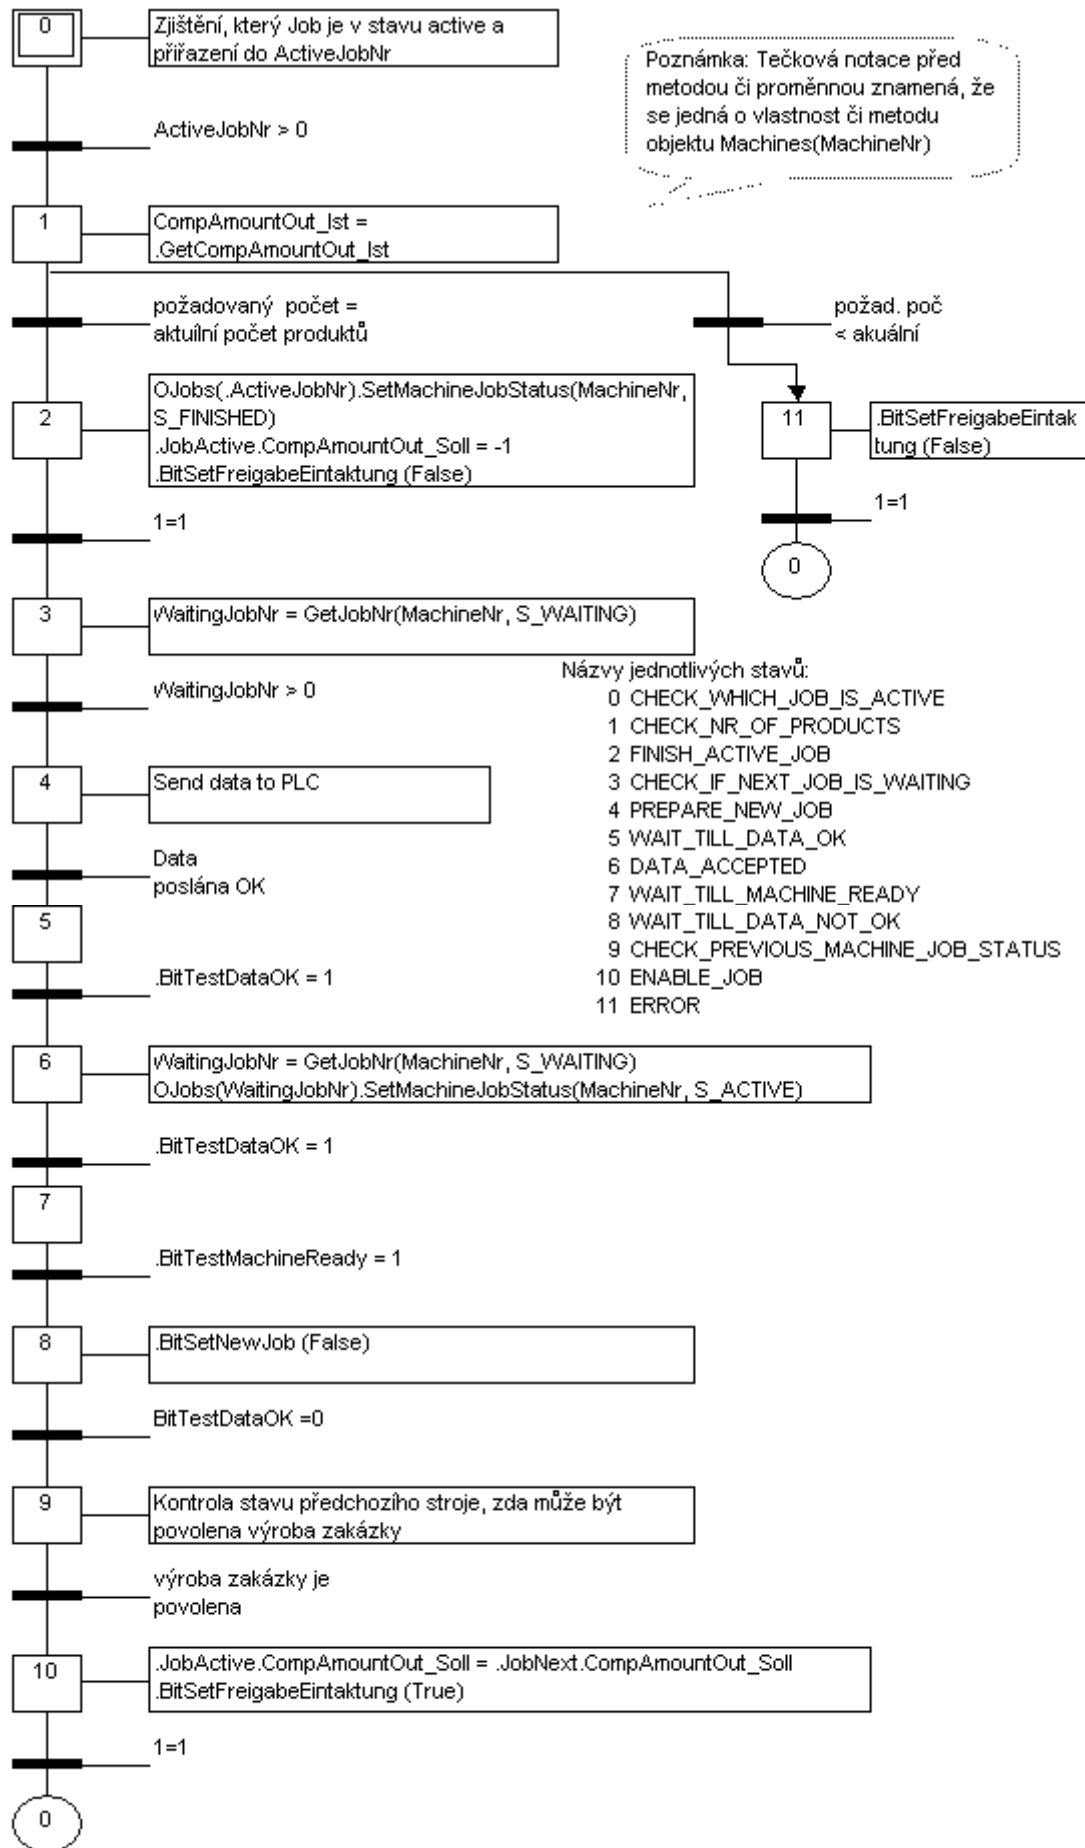 0
Zjištění, který Job je v stavu active a
přiřazení do ActiveJobNr
Poznámka: Tečková notace před
metodou či proměnnou znamená, že
se jedná o vlastnost či metodu
objektu Machines(MachineNr)
ActiveJobNr > 0
1
CompAmountOut_Ist =
.GetCompAmountOut_Ist
požadovaný počet =
aktuílní počet produktů
požad. poč
< akuální
2
OJobs(.ActiveJobNr).SetMachineJobStatus(MachineNr,
S_FINISHED)
.JobActive.CompAmountOut_Soll = -1
.BitSetFreigabeEintaktung (False)
11
.BitSetFreigabeEintak
tung (False)
1=1
1=1
0
3
WaitingJobNr = GetJobNr(MachineNr, S_WAITING)
WaitingJobNr > 0
Názvy jednotlivých stavů:
0 CHECK_WHICH_JOB_IS_ACTIVE
1 CHECK_NR_OF_PRODUCTS
2 FINISH_ACTIVE_JOB
3 CHECK_IF_NEXT_JOB_IS_WAITING
4 PREPARE_NEW_JOB
5 WAIT_TILL_DATA_OK
6 DATA_ACCEPTED
7 WAIT_TILL_MACHINE_READY
8 WAIT_TILL_DATA_NOT_OK
9 CHECK_PREVIOUS_MACHINE_JOB_STATUS
10 ENABLE_JOB
11 ERROR
4
Send data to PLC
Data
poslána OK
5
.BitTestDataOK = 1
6
WaitingJobNr = GetJobNr(MachineNr, S_WAITING)
OJobs(WaitingJobNr).SetMachineJobStatus(MachineNr, S_ACTIVE)
.BitTestDataOK = 1
7
.BitTestMachineReady = 1
8
.BitSetNewJob (False)
BitTestDataOK =0
9
Kontrola stavu předchozího stroje, zda může být
povolena výroba zakázky
výroba zakázky je
povolena
10
.JobActive.CompAmountOut_Soll = .JobNext.CompAmountOut_Soll
.BitSetFreigabeEintaktung (True)
1=1
0